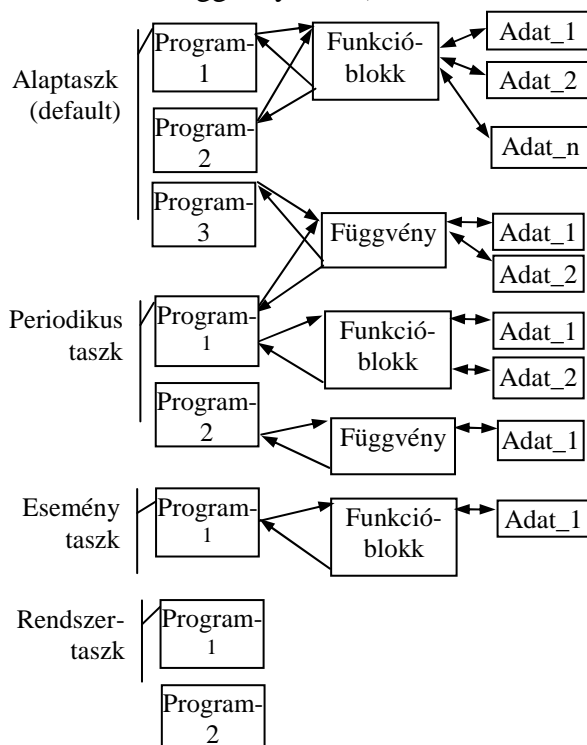 Alaptaszk
(default)
Program-
1
Program-
2
Program-
3
Funkció-
blokk
Adat_1
Adat_2
Adat_n
Függvény
Adat_1
Adat_2
Periodikus
taszk
Program-
1
Program-
2
Funkció-
blokk
Adat_1
Adat_2
Függvény
Adat_1
Esemény
taszk
Program-
1
Funkció-
blokk
Adat_1
Rendszer-
taszk
Program-
1
Program-
2